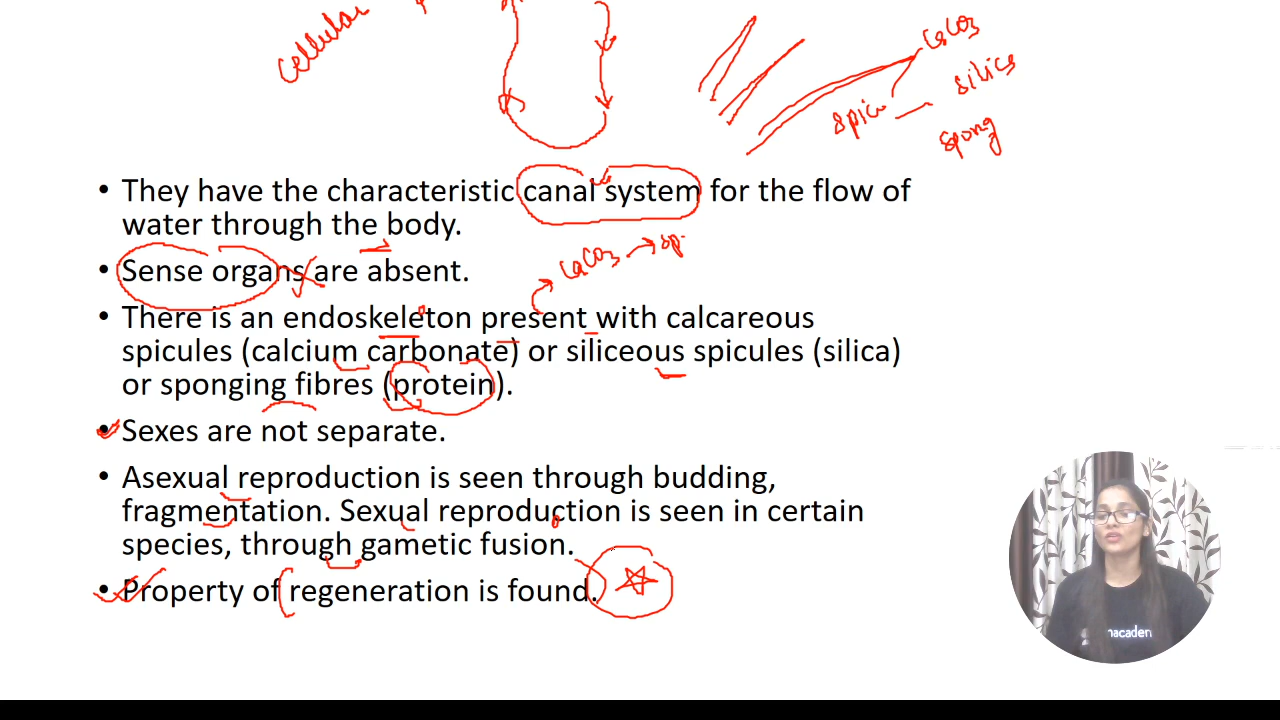 cellular
CaCO3
silica
spicu
spong
• They have the characteristic canal system for the flow of
water through the body.
CaCO3 → sp
• Sense organs are absent.
• There is an endoskeleton present with calcareous
spicules (calcium carbonate) or siliceous spicules (silica)
or sponging fibres (protein).
• Sexes are not separate.
• Asexual reproduction is seen through budding,
fragmentation. Sexual reproduction is seen in certain
species, through gametic fusion.
• Property of regeneration is found.
nacaden